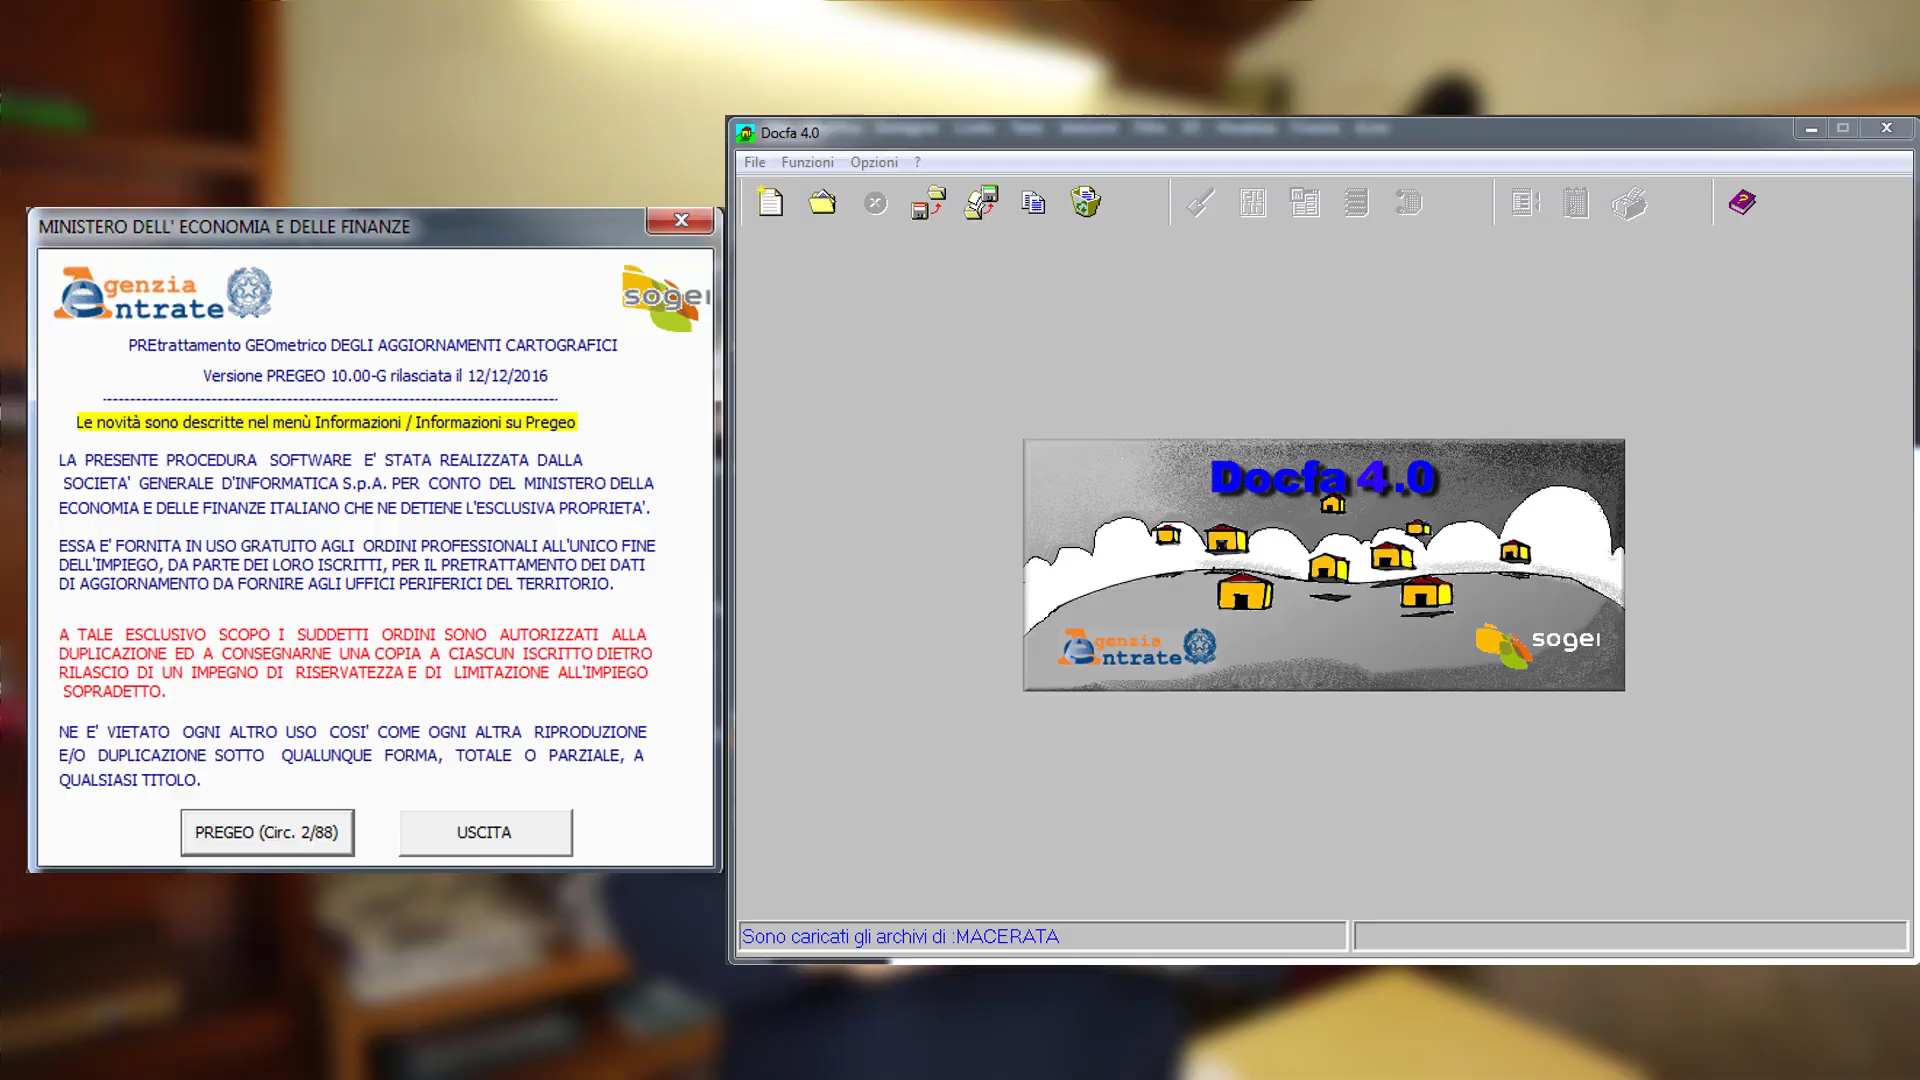 MINISTERO DELL' ECONOMIA E DELLE FINANZE
Agenzia
Entrate
sogei
PREtrattamento GEOmetrico DEGLI AGGIORNAMENTI CARTOGRAFICI
Versione PREGEO 10.00-G rilasciata il 12/12/2016
Le novità sono descritte nel menù Informazioni / Informazioni su Pregeo
LA PRESENTE PROCEDURA SOFTWARE E' STATA REALIZZATA DALLA
SOCIETA' GENERALE D'INFORMATICA S.p.A. PER CONTO DEL MINISTERO DELLA
ECONOMIA E DELLE FINANZE ITALIANO CHE NE DETIENE L'ESCLUSIVA PROPRIETA'.
ESSA E' FORNITA IN USO GRATUITO AGLI ORDINI PROFESSIONALI ALL'UNICO FINE
DELL'IMPIEGO, DA PARTE DEI LORO ISCRITTI, PER IL PRETRATTAMENTO DEI DATI
DI AGGIORNAMENTO DA FORNIRE AGLI UFFICI PERIFERICI DEL TERRITORIO.
A TALE ESCLUSIVO SCOPO I SUDDETTI ORDINI SONO AUTORIZZATI ALLA
DUPLICAZIONE ED A CONSEGNARNE UNA COPIA A CIASCUN ISCRITTO DIETRO
RILASCIO DI UN IMPEGNO DI RISERVATEZZA E DI LIMITAZIONE ALL'IMPIEGO
SOPRADETTO.
NE E' VIETATO OGNI ALTRO USO COSI' COME OGNI ALTRA RIPRODUZIONE
E/O DUPLICAZIONE SOTTO QUALUNQUE FORMA, TOTALE O PARZIALE, A
QUALSIASI TITOLO.
PREGEO (Circ. 2/88) USCITA
Docfa 4.0
File Funzioni Opzioni ?
Docfa 4.0
Agenzia
Entrate
sogei
Sono caricati gli archivi di :MACERATA